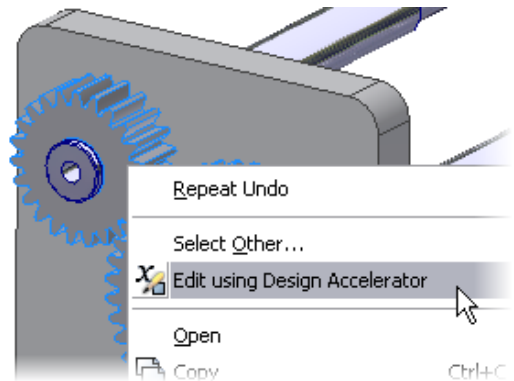 Repeat Undo
Select Other...
Edit using Design Accelerator
Open
Copy Ctrl+C